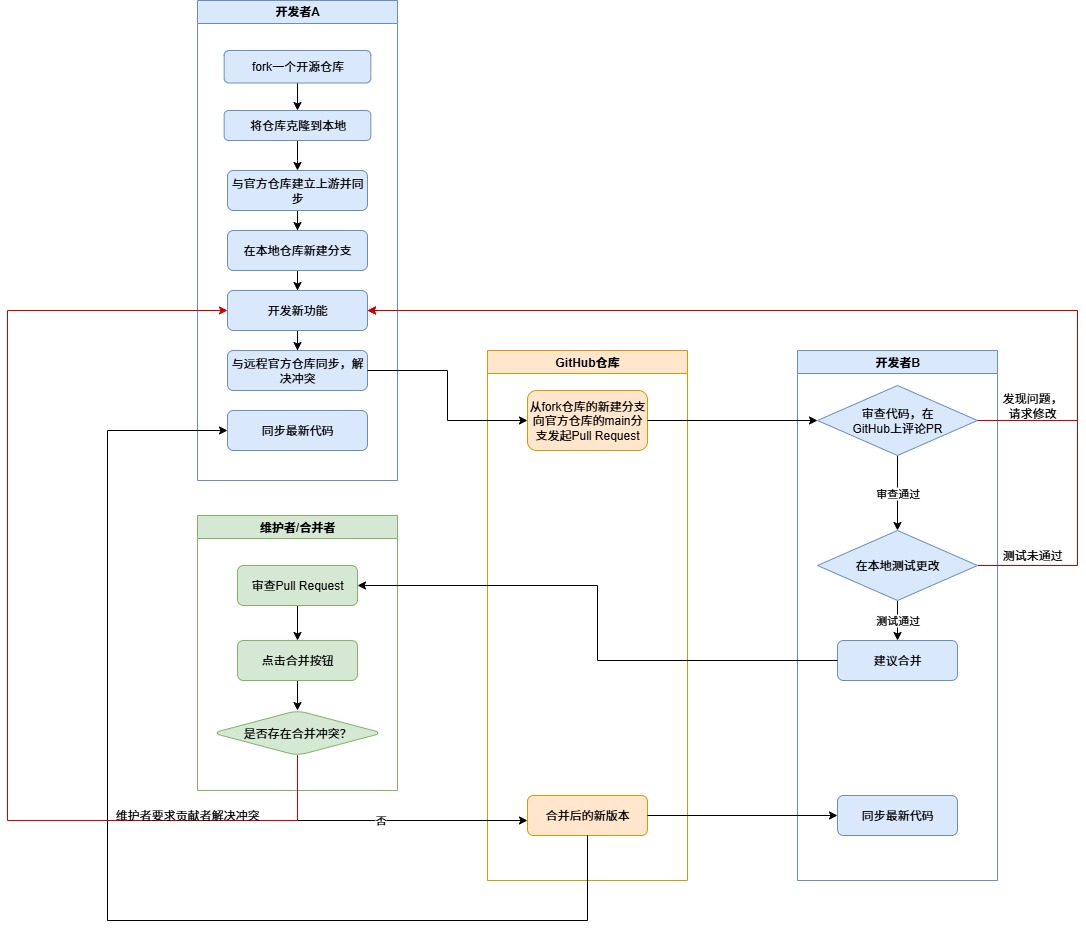 开发者A
fork一个开源仓库
将仓库克隆到本地
与官方仓库建立上游并同
步
在本地仓库新建分支
开发新功能
与远程官方仓库同步，解
决冲突
同步最新代码
GitHub仓库
从fork仓库的新建分支
向官方仓库的main分
支发起Pull Request
开发者B
审查代码，在
GitHub上评论PR
发现问题，
请求修改
审查通过
在本地测试更改
测试未通过
测试通过
建议合并
维护者/合并者
审查Pull Request
点击合并按钮
是否存在合并冲突?
维护者要求贡献者解决冲突
否
合并后的新版本
同步最新代码